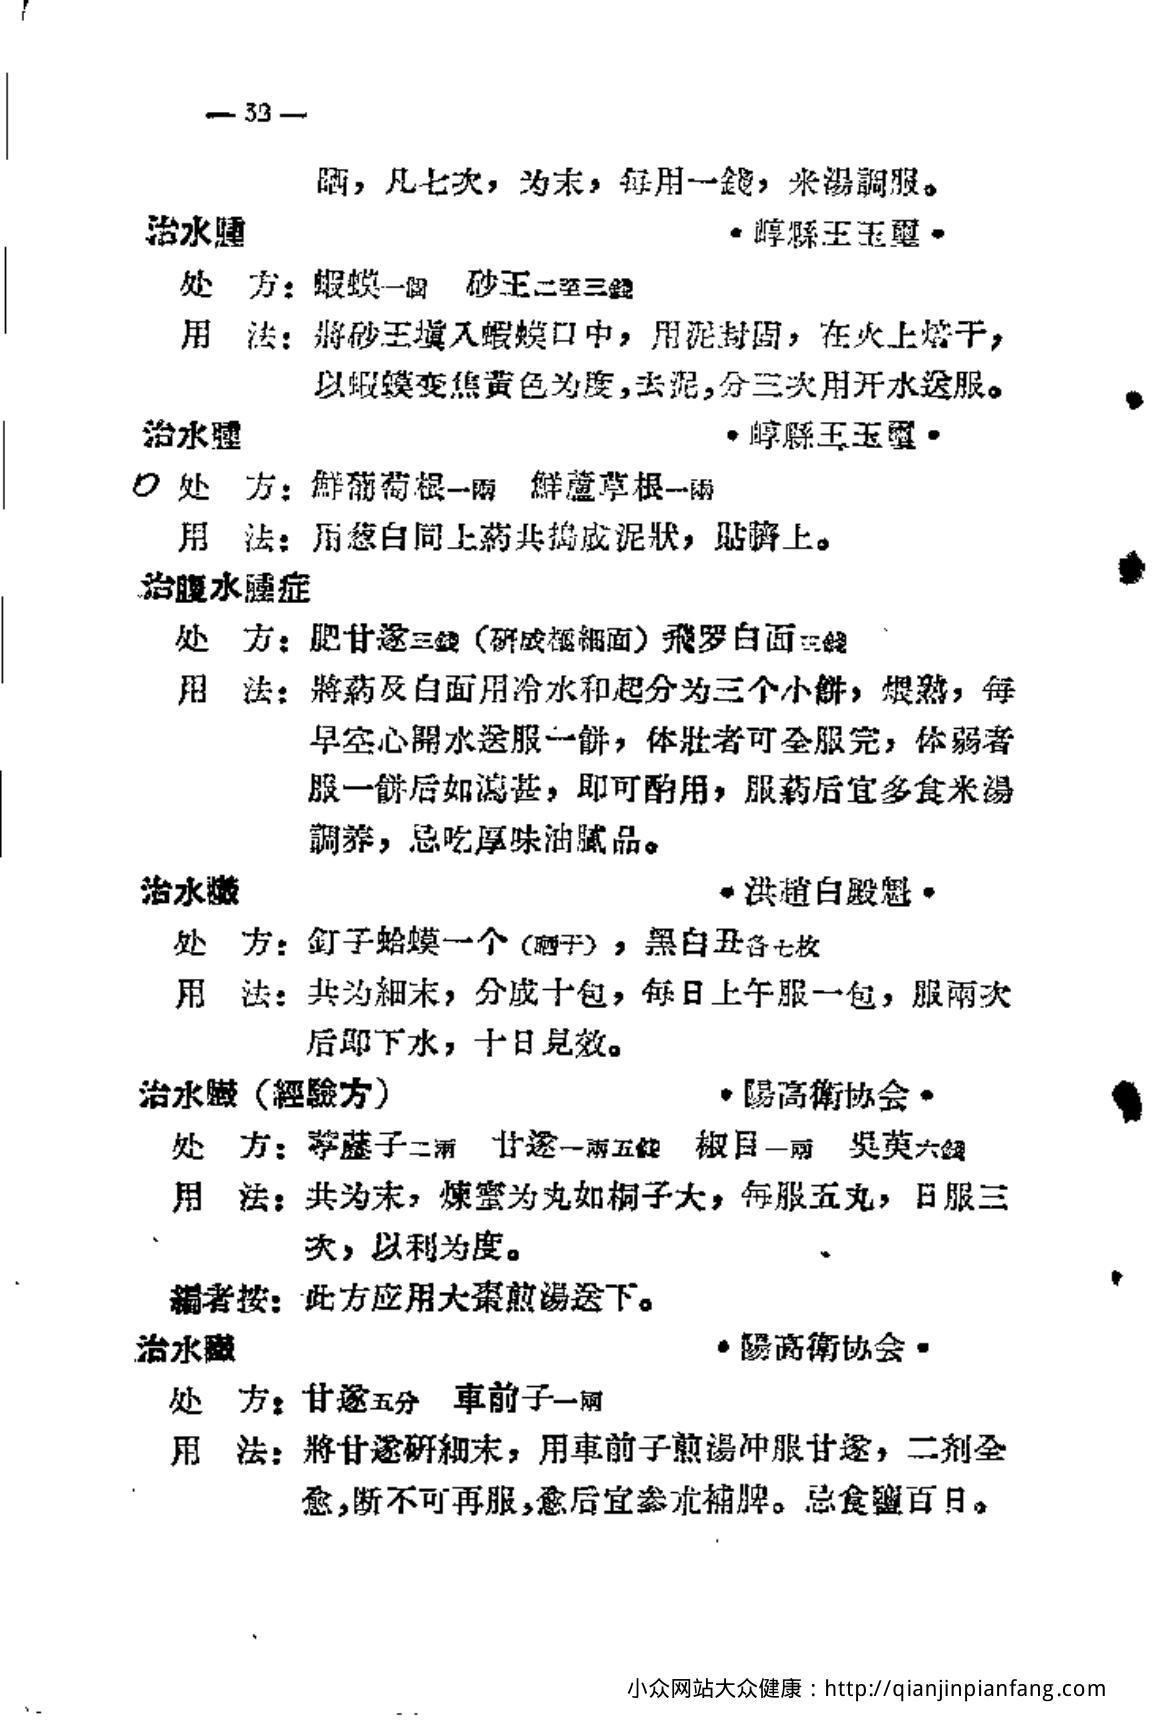 — 32 —
晒，凡七次，为末，每用一錢，米湯調服。
治水腫 •崞縣王玉璽•
处 方：蝦蟆一個 砂王二至三錢
用 法：將砂王塡入蝦蟆口中，用泥封固，在火上焙干，
以蝦蟆变焦黄色为度，去泥，分三次用开水送服。
治水腫 •崞縣王玉璽•
处 方：鮮葡萄根一兩 鮮蘆草根一兩
用 法：用葱白同上葯共搗成泥狀，貼臍上。
治腹水腫症
处 方：肥甘遂三錢（研成極細面）飛罗白面三錢
用 法：將葯及白面用冷水和起分为三个小餅，煨熟，每
早空心開水送服一餅，体壯者可全服完，体弱者
服一餅后如瀉甚，即可酌用，服葯后宜多食米湯
調养，忌吃厚味油膩品。
治水臌 •洪趙白殿魁•
处 方：釘子蛤蟆一个（晒干），黑白丑各七枚
用 法：共为細末，分成十包，每日上午服一包，服兩次
后即下水，十日見效。
治水臌（經驗方） •陽高衛协会•
处 方：葶藶子二兩 甘遂一兩五錢 椒目一兩 吳萸六錢
用 法：共为末，煉蜜为丸如桐子大，每服五丸，日服三
次，以利为度。
編者按：此方应用大棗煎湯送下。
治水臌 •陽高衛协会•
处 方：甘遂五分 車前子一兩
用 法：將甘遂研細末，用車前子煎湯冲服甘遂，二剂全
愈，断不可再服，愈后宜参朮補脾。忌食鹽百日。
小众网站大众健康：http://qianjinpianfang.com